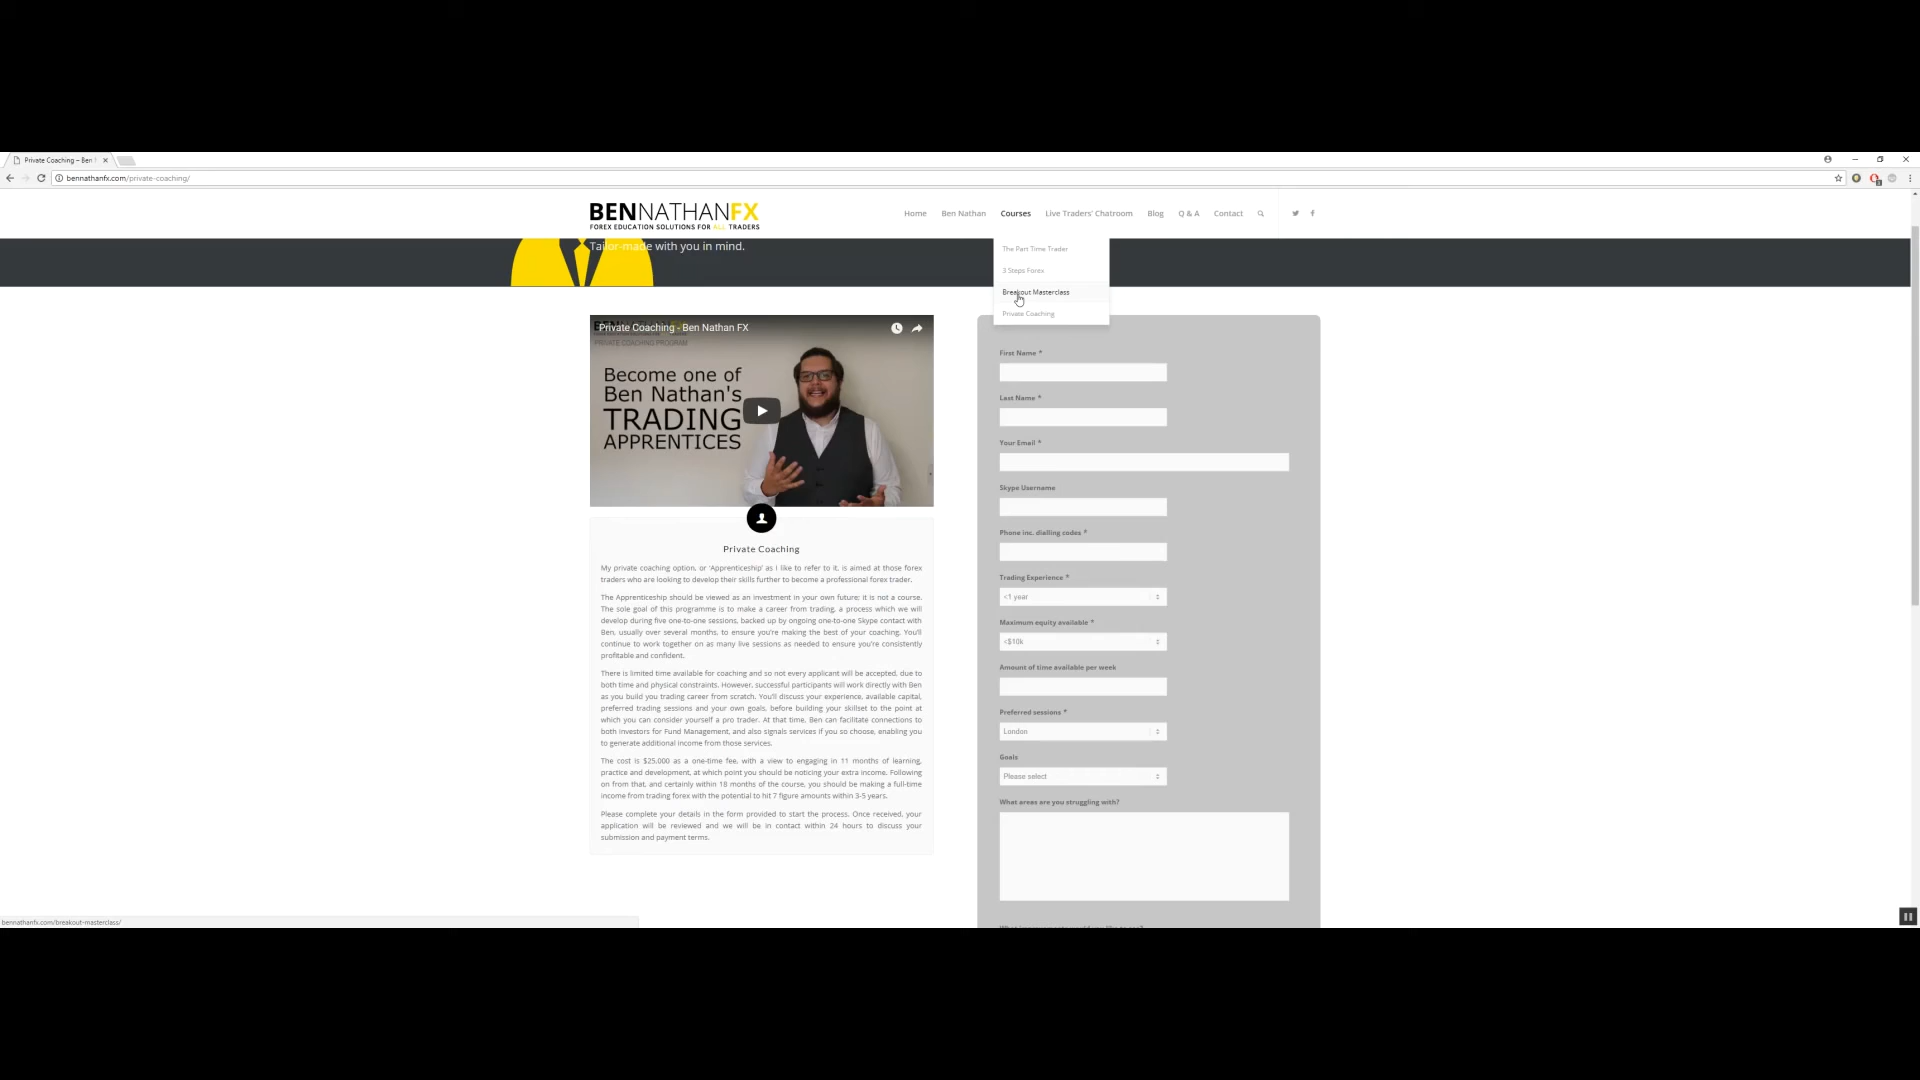 Private Coaching – Ben
bennathanfx.com/private-coaching/
BENNATHANFX
FOREX EDUCATION SOLUTIONS FOR ALL TRADERS
Home Ben Nathan Courses Live Traders' Chatroom Blog Q & A Contact
Tailor-made with you in mind.
The Part Time Trader
3 Steps Forex
Breakout Masterclass
Private Coaching
Private Coaching - Ben Nathan FX
PRIVATE COACHING PROGRAM
Become one of
Ben Nathan's
TRADING
APPRENTICES
Private Coaching
My private coaching option, or 'Apprenticeship' as I like to refer to it, is aimed at those forex
traders who are looking to develop their skills further to become a professional forex trader.
The Apprenticeship should be viewed as an investment in your own future; it is not a course.
The sole goal of this programme is to make a career from trading, a process which we will
develop during five one-to-one sessions, backed up by ongoing one-to-one Skype contact with
Ben, usually over several months, to ensure you're making the best of your coaching. You'll
continue to work together on as many live sessions as needed to ensure you're consistently
profitable and confident.
There is limited time available for coaching and so not every applicant will be accepted, due to
both time and physical constraints. However, successful participants will work directly with Ben
as you build you trading career from scratch. You'll discuss your experience, available capital,
preferred trading sessions and your own goals, before building your skillset to the point at
which you can consider yourself a pro trader. At that time, Ben can facilitate connections to
both investors for Fund Management, and also signals services if you so choose, enabling you
to generate additional income from those services.
The cost is $25,000 as a one-time fee, with a view to engaging in 11 months of learning,
practice and development, at which point you should be noticing your extra income. Following
on from that, and certainly within 18 months of the course, you should be making a full-time
income from trading forex with the potential to hit 7 figure amounts within 3-5 years.
Please complete your details in the form provided to start the process. Once received, your
application will be reviewed and we will be in contact within 24 hours to discuss your
submission and payment terms.
First Name *
Last Name *
Your Email *
Skype Username
Phone inc. dialling codes *
Trading Experience *
<1 year
Maximum equity available *
<$10k
Amount of time available per week
Preferred sessions *
London
Goals
Please select
What areas are you struggling with?
bennathanfx.com/breakout-masterclass/